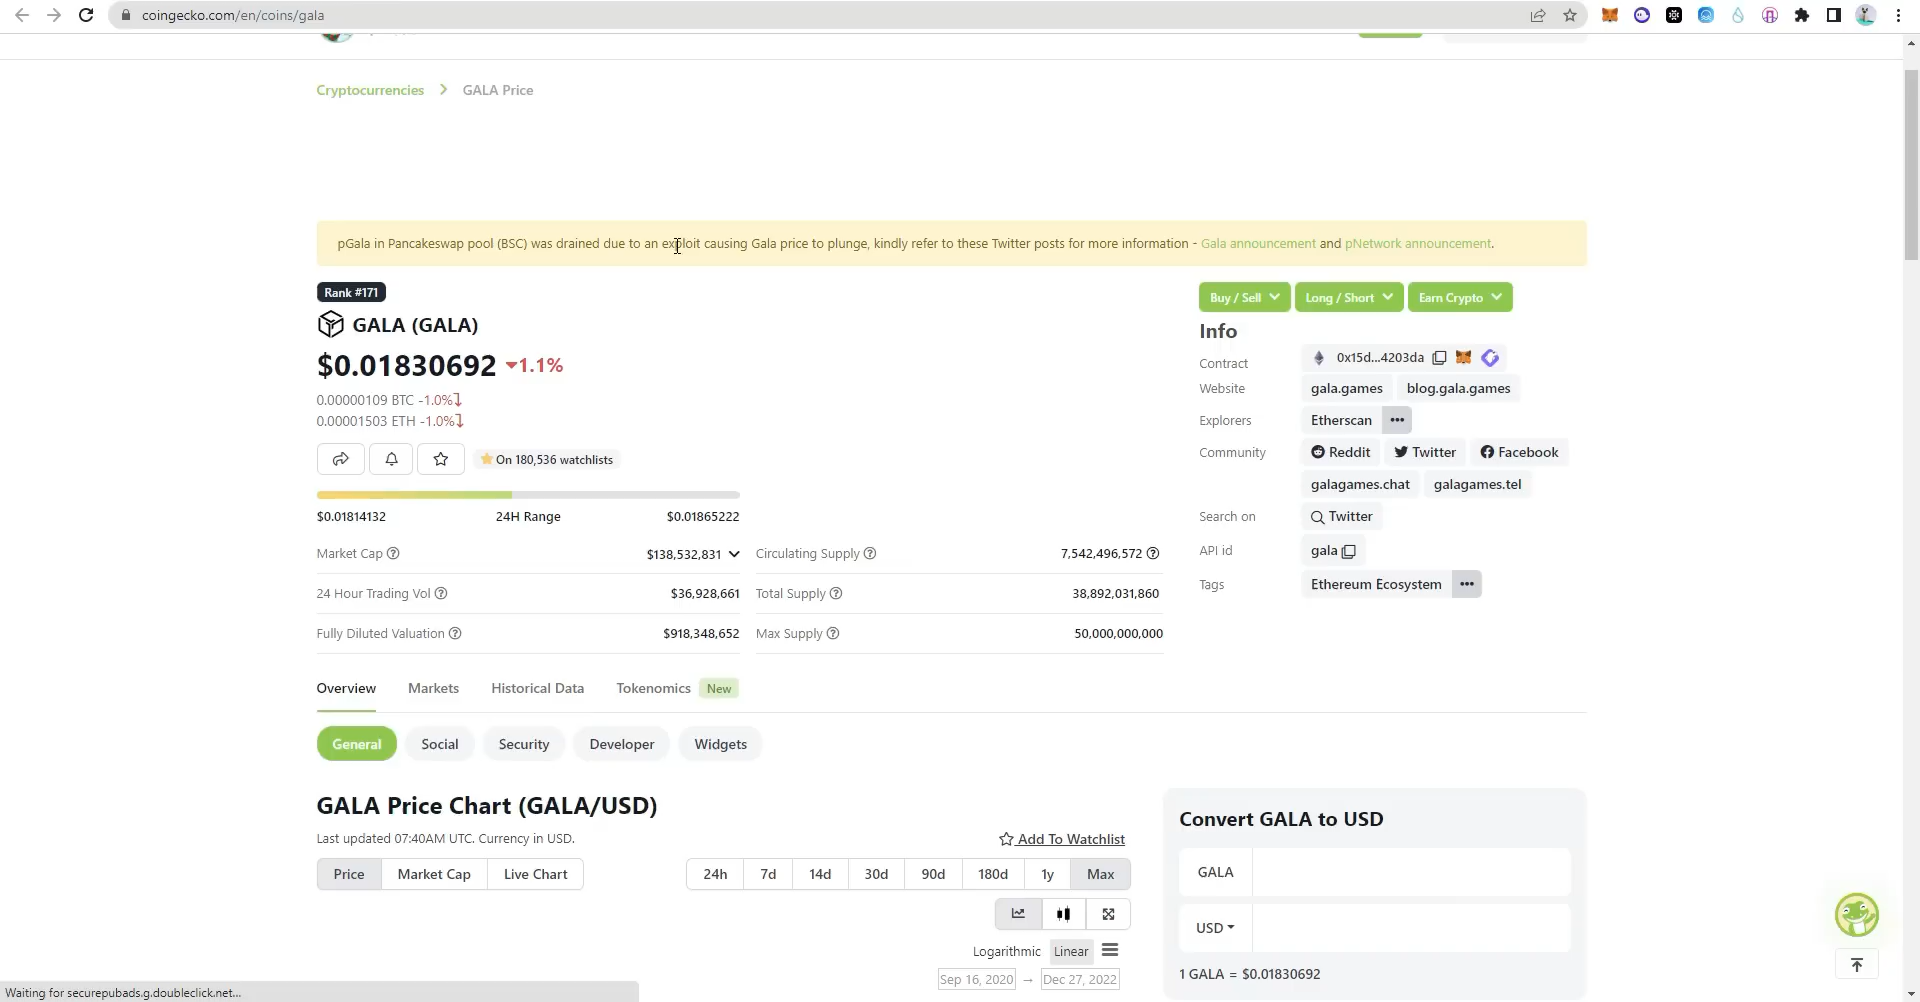 coingecko.com/en/coins/gala
Cryptocurrencies > GALA Price
pGala in Pancakeswap pool (BSC) was drained due to an exploit causing Gala price to plunge, kindly refer to these Twitter posts for more information - Gala announcement and pNetwork announcement.
Rank #171
GALA (GALA)
$0.01830692 1.1%
0.00000109 BTC -1.0%
0.00001503 ETH -1.0%
On 180,536 watchlists
$0.01814132 24H Range $0.01865222
Market Cap $138,532,831
24 Hour Trading Vol $36,928,661
Fully Diluted Valuation $918,348,652
Circulating Supply 7,542,496,572
Total Supply 38,892,031,860
Max Supply 50,000,000,000
Buy / Sell Long / Short Earn Crypto
Info
Contract 0x15d...4203da
Website gala.games blog.gala.games
Explorers Etherscan
Community Reddit Twitter Facebook
galagames.chat galagames.tel
Search on Twitter
API id gala
Tags Ethereum Ecosystem
Overview Markets Historical Data Tokenomics New
General Social Security Developer Widgets
GALA Price Chart (GALA/USD)
Last updated 07:40AM UTC. Currency in USD.
Add To Watchlist
Price Market Cap Live Chart
24h 7d 14d 30d 90d 180d 1y Max
Logarithmic Linear
Sep 16, 2020 → Dec 27, 2022
Convert GALA to USD
GALA
USD
1 GALA = $0.01830692
Waiting for securepubads.g.doubleclick.net...